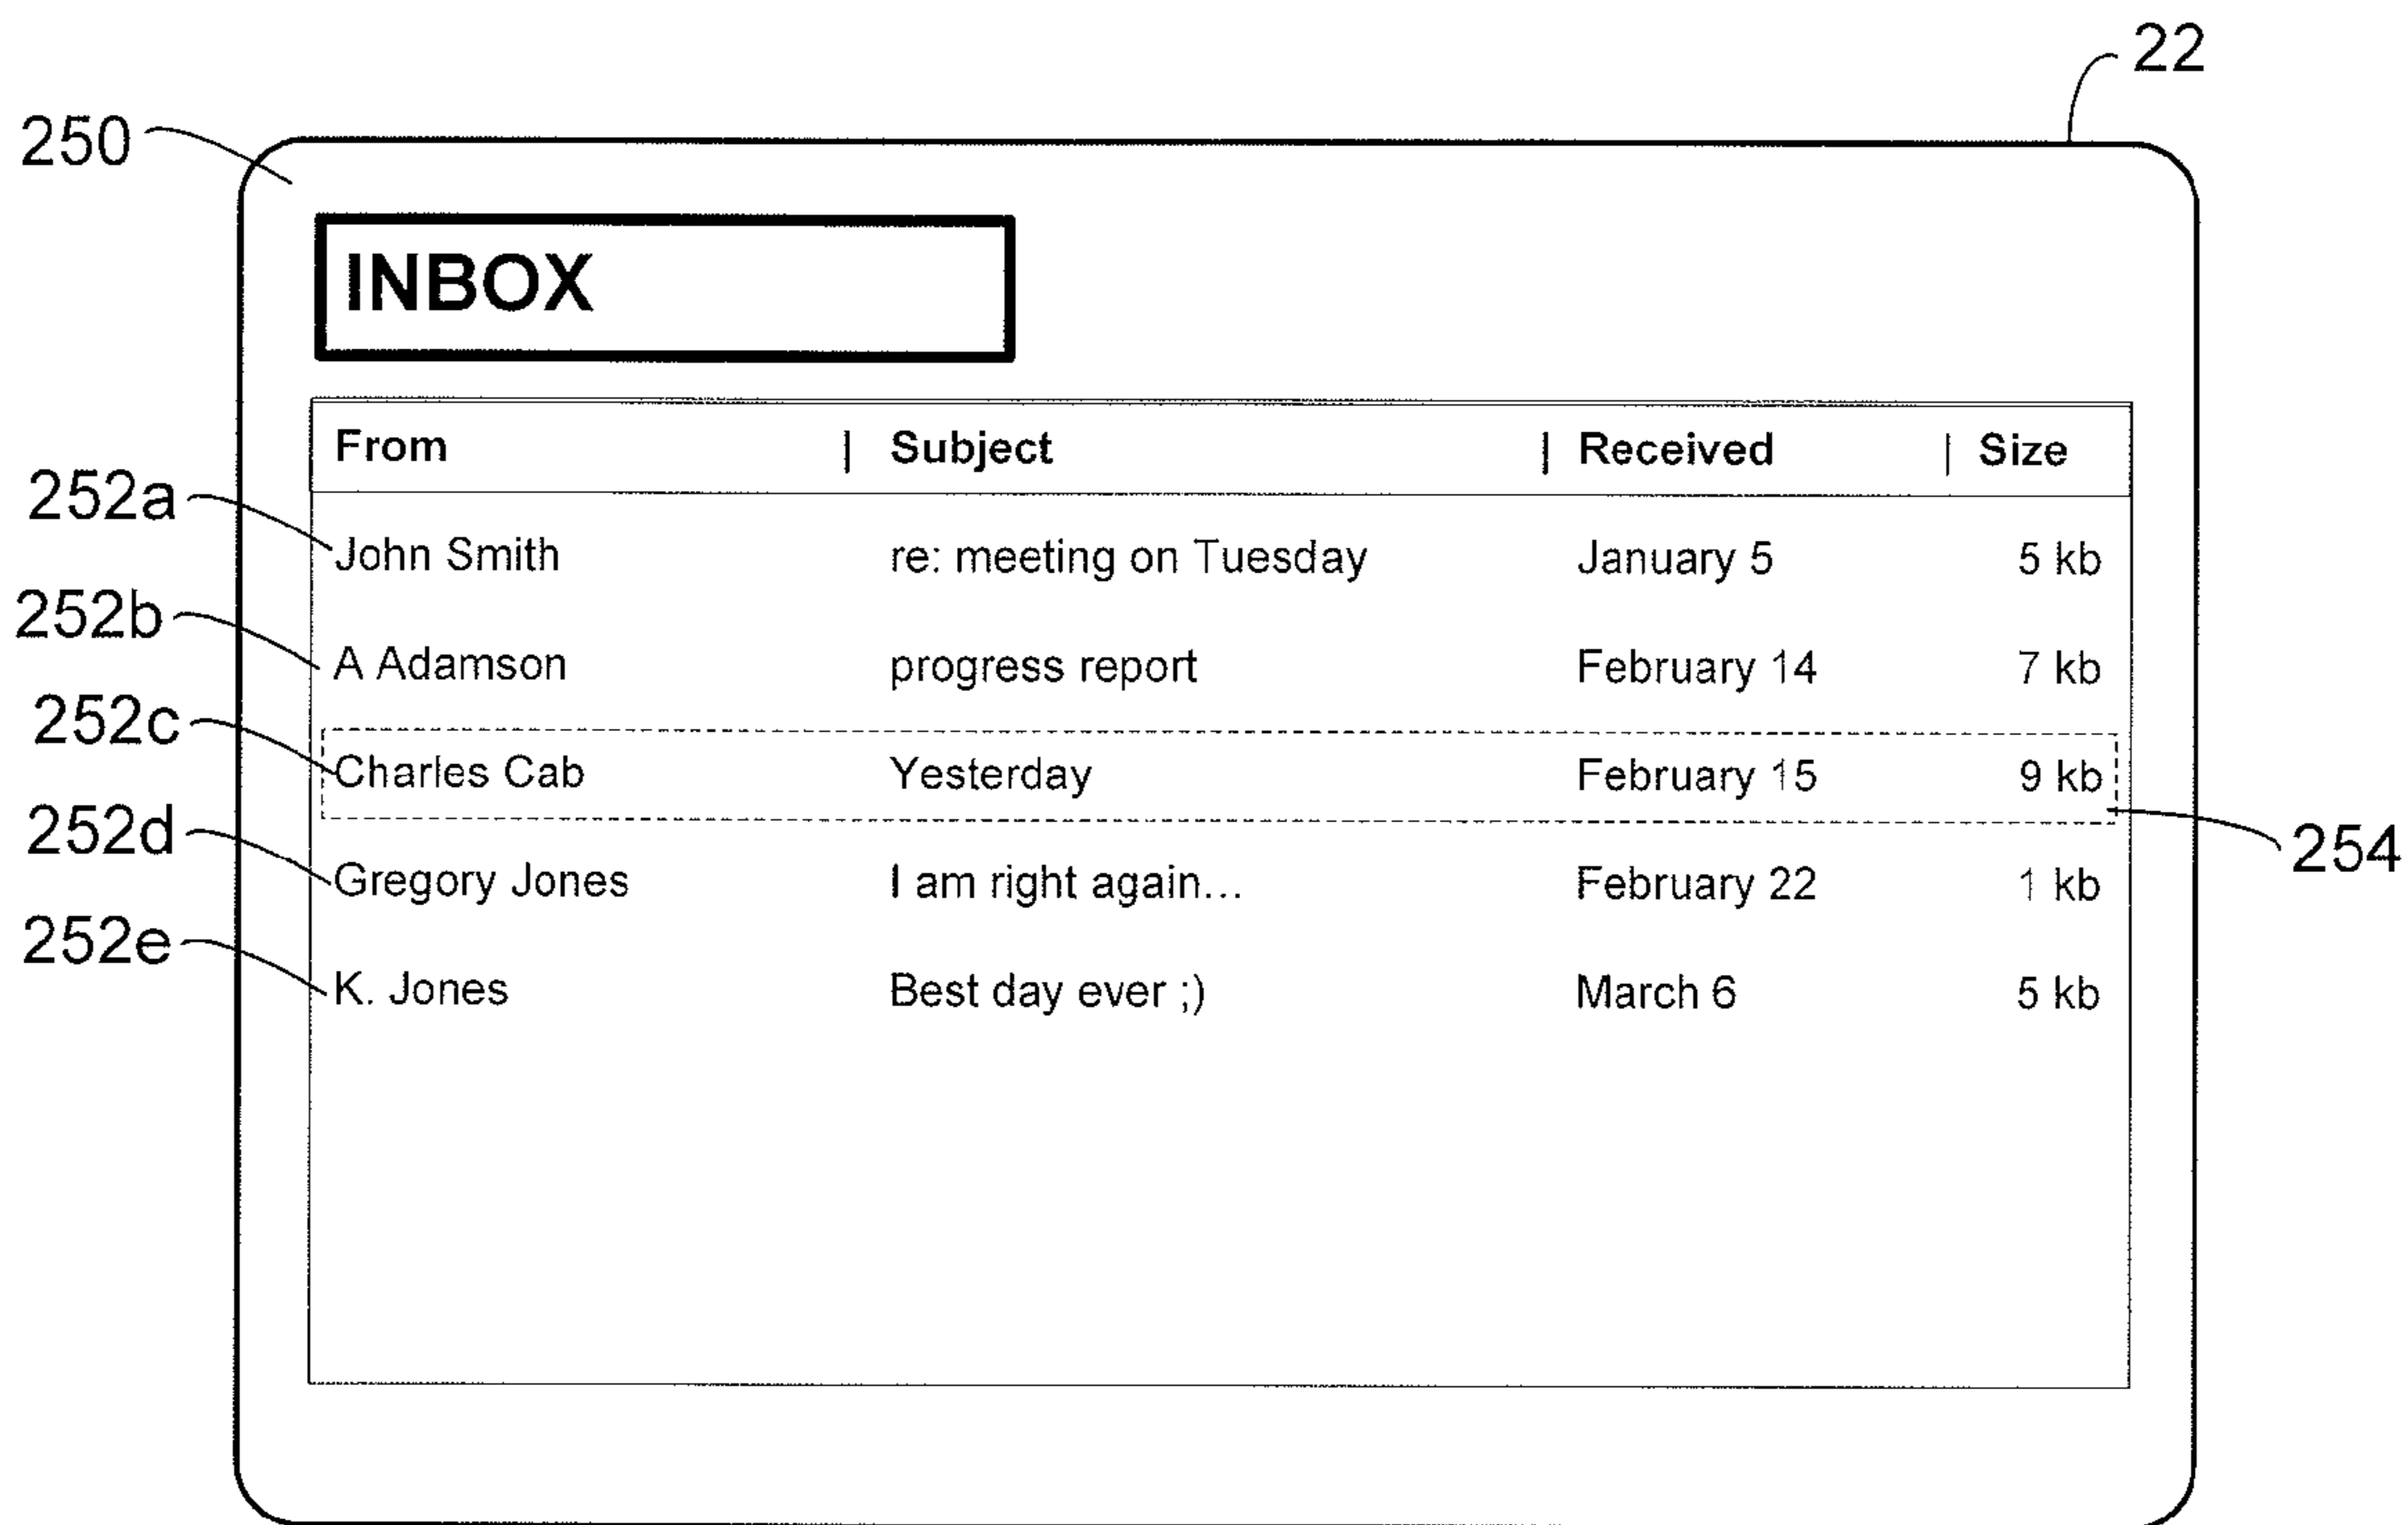 22
250
INBOX
From | Subject | Received | Size
252a
John Smith re: meeting on Tuesday January 5 5 kb
252b
A Adamson progress report February 14 7 kb
252c
Charles Cab Yesterday February 15 9 kb
254
252d
Gregory Jones I am right again... February 22 1 kb
252e
K. Jones Best day ever ;) March 6 5 kb